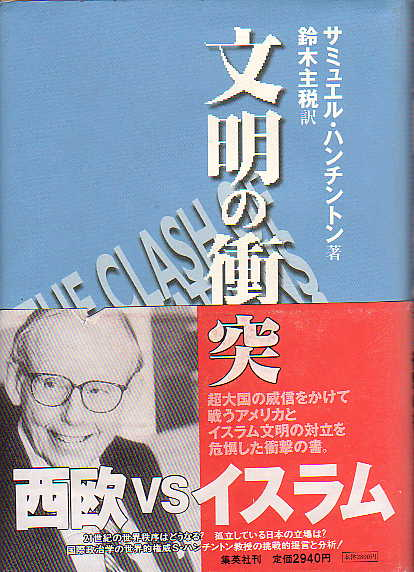 サミュエル・ハンチントン 著
鈴木主税 訳
文明の衝突
THE CLASH OF
超大国の威信をかけて
戦うアメリカと
イスラム文明の対立を
危惧した衝撃の書。
西欧VSイスラム
21世紀の世界秩序はどうなる? 孤立している日本の立場は?
国際政治学の世界的権威S・ハンチントン教授の挑戦的提言と分析!
集英社刊 定価2940円